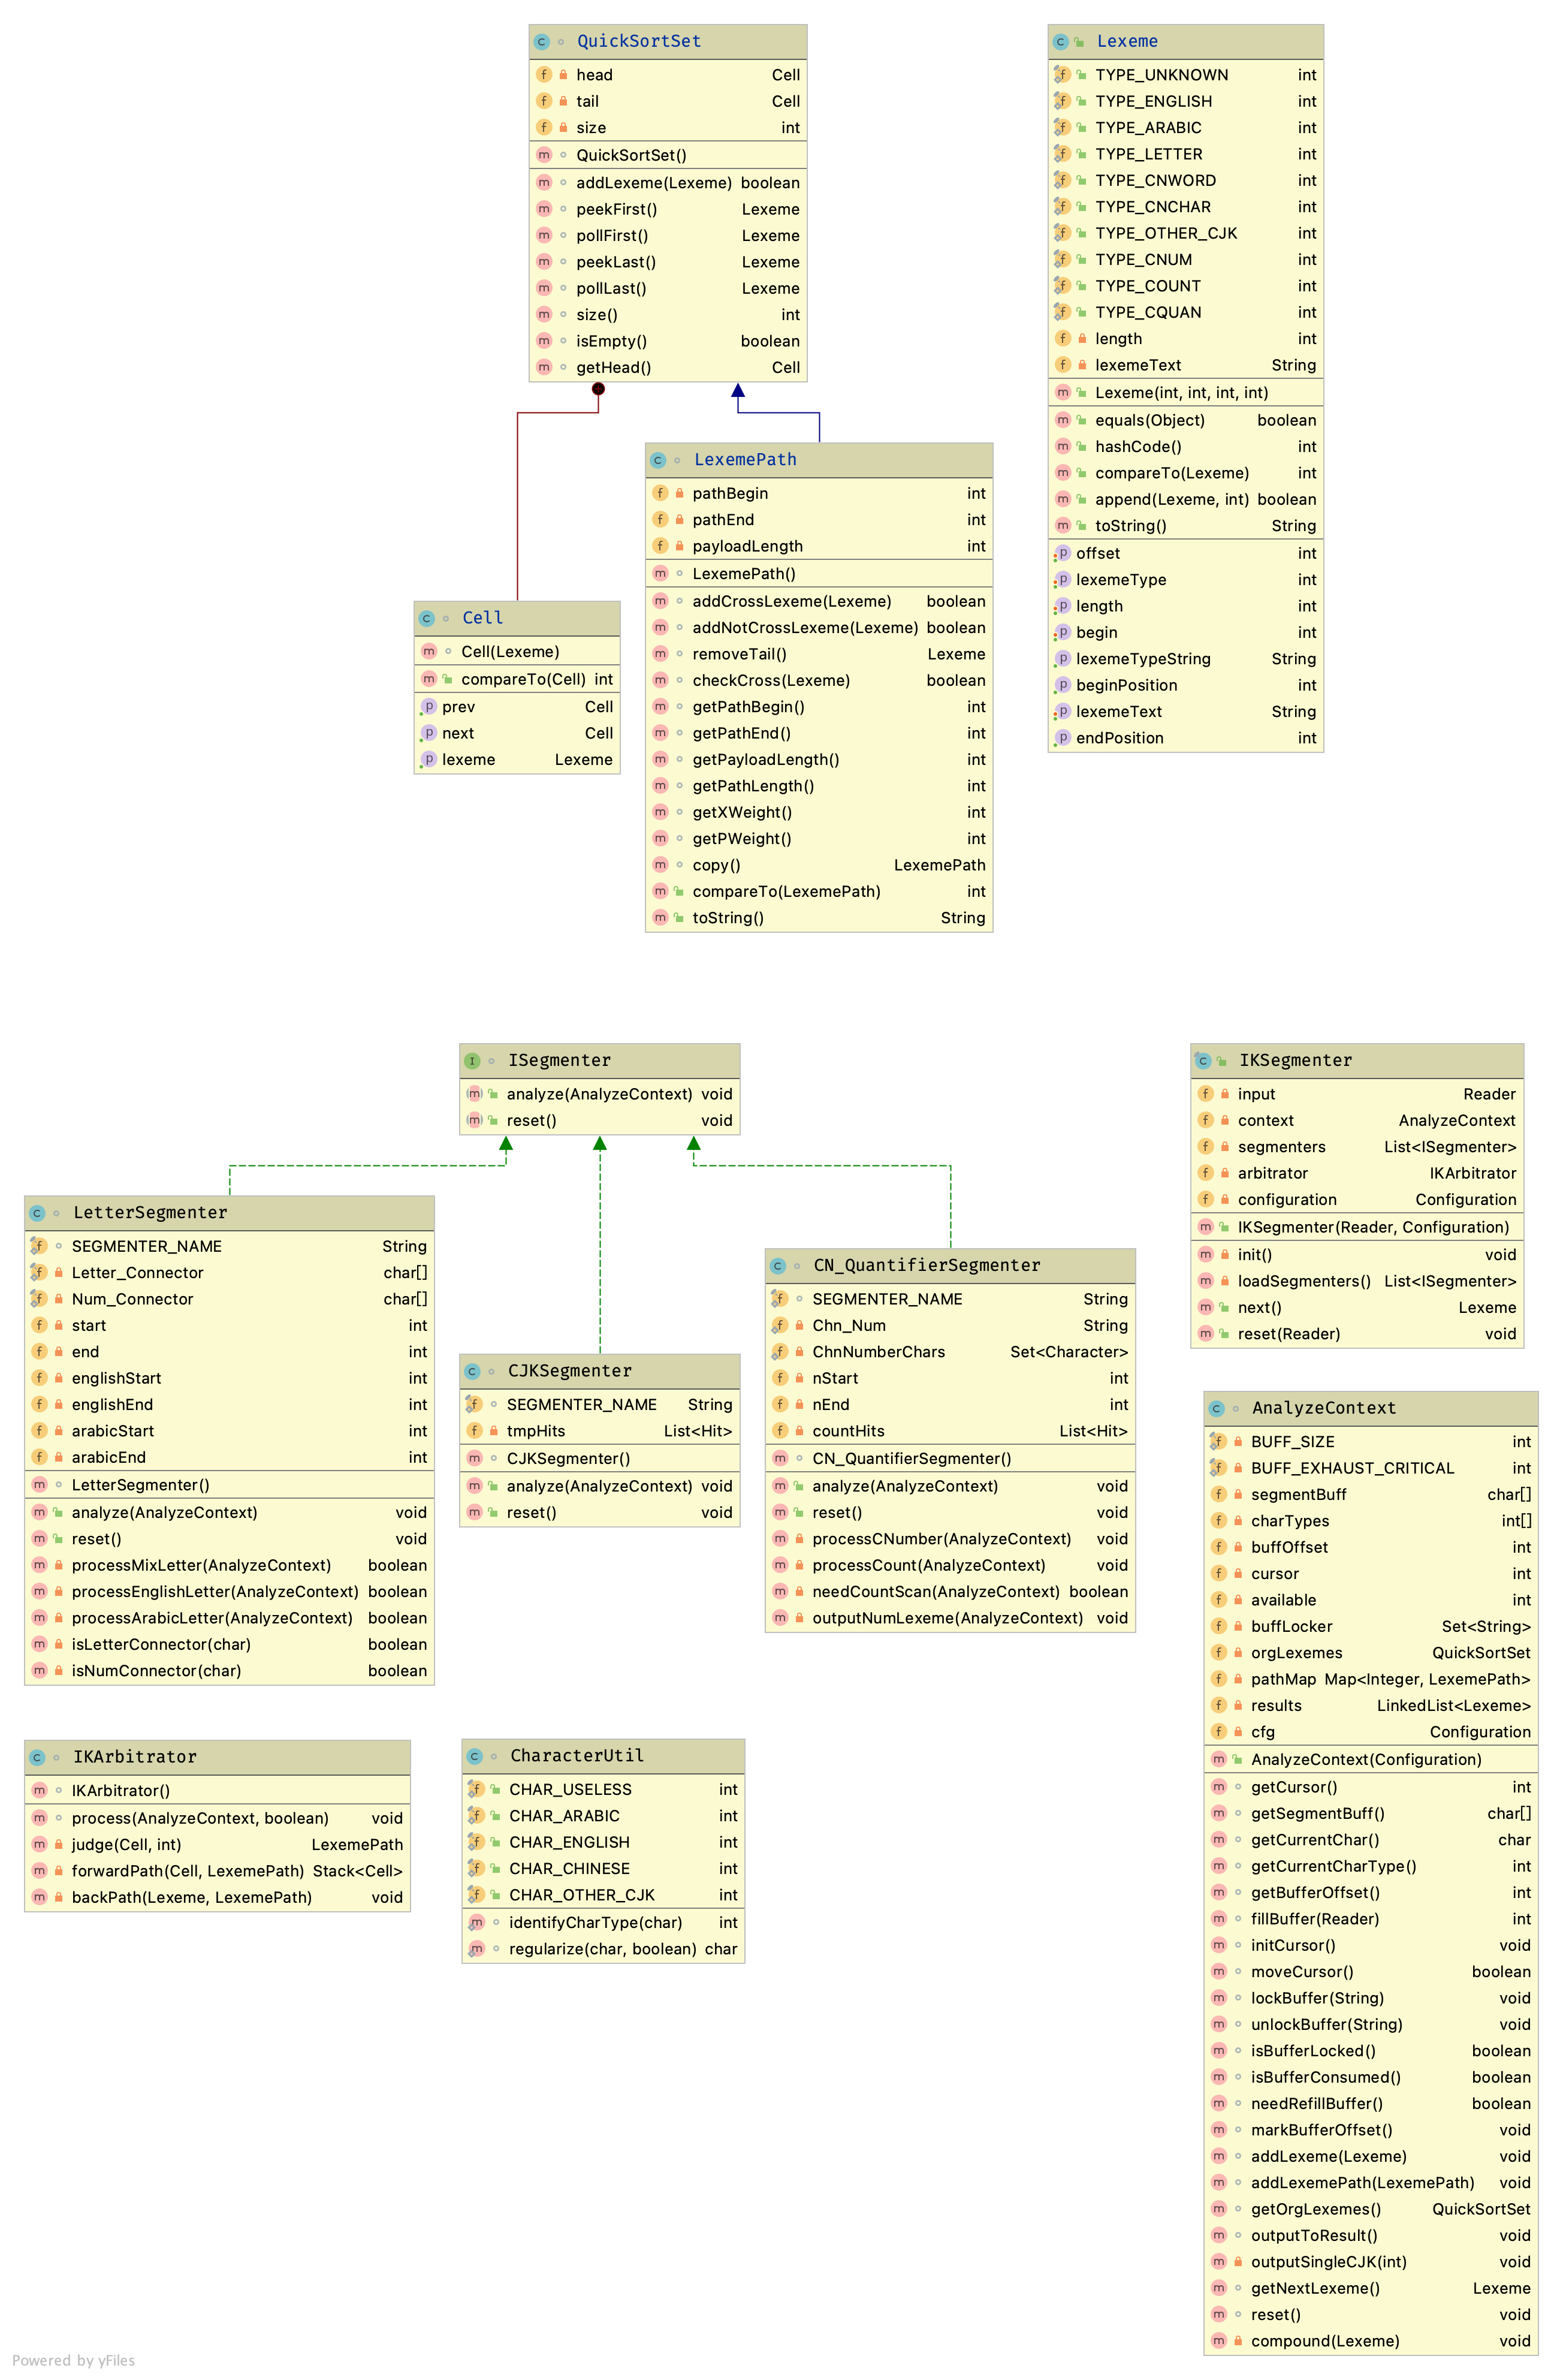 QuickSortSet
head Cell
tail Cell
size int
QuickSortSet()
addLexeme(Lexeme) boolean
peekFirst() Lexeme
pollFirst() Lexeme
peekLast() Lexeme
pollLast() Lexeme
size() int
isEmpty() boolean
getHead() Cell
Lexeme
TYPE_UNKNOWN int
TYPE_ENGLISH int
TYPE_ARABIC int
TYPE_LETTER int
TYPE_CNWORD int
TYPE_CNCHAR int
TYPE_OTHER_CJK int
TYPE_CNUM int
TYPE_COUNT int
TYPE_CQUAN int
length int
lexemeText String
Lexeme(int, int, int, int)
equals(Object) boolean
hashCode() int
compareTo(Lexeme) int
append(Lexeme, int) boolean
toString() String
offset int
lexemeType int
length int
begin int
lexemeTypeString String
beginPosition int
lexemeText String
endPosition int
LexemePath
pathBegin int
pathEnd int
payloadLength int
LexemePath()
addCrossLexeme(Lexeme) boolean
addNotCrossLexeme(Lexeme) boolean
removeTail() Lexeme
checkCross(Lexeme) boolean
getPathBegin() int
getPathEnd() int
getPayloadLength() int
getPathLength() int
getXWeight() int
getPWeight() int
copy() LexemePath
compareTo(LexemePath) int
toString() String
Cell
Cell(Lexeme)
compareTo(Cell) int
prev Cell
next Cell
lexeme Lexeme
ISegmenter
analyze(AnalyzeContext) void
reset() void
IKSegmenter
input Reader
context AnalyzeContext
segmenters List<ISegmenter>
arbitrator IKArbitrator
configuration Configuration
IKSegmenter(Reader, Configuration)
init() void
loadSegmenters() List<ISegmenter>
next() Lexeme
reset(Reader) void
LetterSegmenter
SEGMENTER_NAME String
Letter_Connector char[]
Num_Connector char[]
start int
end int
englishStart int
englishEnd int
arabicStart int
arabicEnd int
LetterSegmenter()
analyze(AnalyzeContext) void
reset() void
processMixLetter(AnalyzeContext) boolean
processEnglishLetter(AnalyzeContext) boolean
processArabicLetter(AnalyzeContext) boolean
isLetterConnector(char) boolean
isNumConnector(char) boolean
CJKSegmenter
SEGMENTER_NAME String
tmpHits List<Hit>
CJKSegmenter()
analyze(AnalyzeContext) void
reset() void
CN_QuantifierSegmenter
SEGMENTER_NAME String
Chn_Num String
ChnNumberChars Set<Character>
nStart int
nEnd int
countHits List<Hit>
CN_QuantifierSegmenter()
analyze(AnalyzeContext) void
reset() void
processCNumber(AnalyzeContext) void
processCount(AnalyzeContext) void
needCountScan(AnalyzeContext) boolean
outputNumLexeme(AnalyzeContext) void
AnalyzeContext
BUFF_SIZE int
BUFF_EXHAUST_CRITICAL int
segmentBuff char[]
charTypes int[]
buffOffset int
cursor int
available int
buffLocker Set<String>
orgLexemes QuickSortSet
pathMap Map<Integer, LexemePath>
results LinkedList<Lexeme>
cfg Configuration
AnalyzeContext(Configuration)
getCursor() int
getSegmentBuff() char[]
getCurrentChar() char
getCurrentCharType() int
getBufferOffset() int
fillBuffer(Reader) int
initCursor() void
moveCursor() boolean
lockBuffer(String) void
unlockBuffer(String) void
isBufferLocked() boolean
isBufferConsumed() boolean
needRefillBuffer() boolean
markBufferOffset() void
addLexeme(Lexeme) void
addLexemePath(LexemePath) void
getOrgLexemes() QuickSortSet
outputToResult() void
outputSingleCJK(int) void
getNextLexeme() Lexeme
reset() void
compound(Lexeme) void
IKArbitrator
IKArbitrator()
process(AnalyzeContext, boolean) void
judge(Cell, int) LexemePath
forwardPath(Cell, LexemePath) Stack<Cell>
backPath(Lexeme, LexemePath) void
CharacterUtil
CHAR_USELESS int
CHAR_ARABIC int
CHAR_ENGLISH int
CHAR_CHINESE int
CHAR_OTHER_CJK int
identifyCharType(char) int
regularize(char, boolean) char
Powered by yFiles